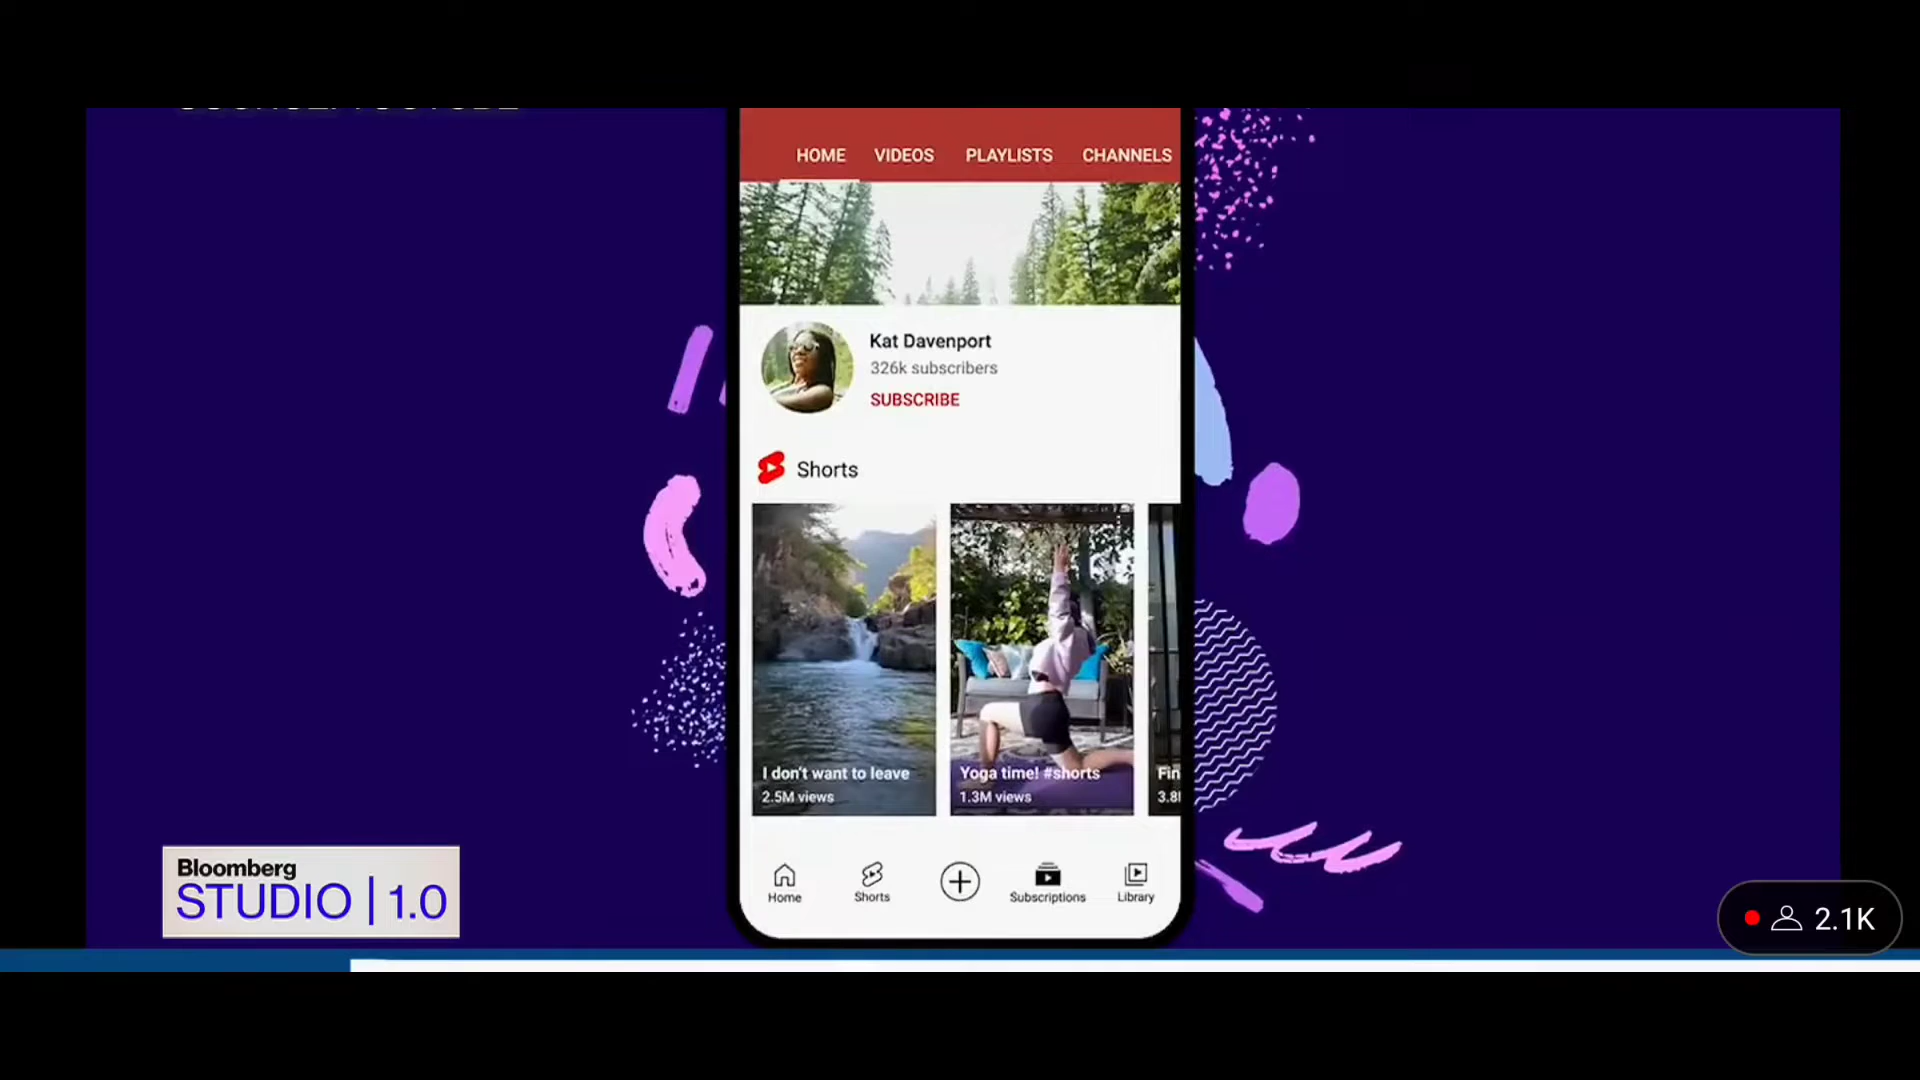 HOME VIDEOS PLAYLISTS CHANNELS
Kat Davenport
326k subscribers
SUBSCRIBE
Shorts
I don't want to leave
2.5M views
Yoga time! #shorts
1.3M views
Home Shorts Subscriptions Library
Bloomberg
STUDIO | 1.0
2.1K